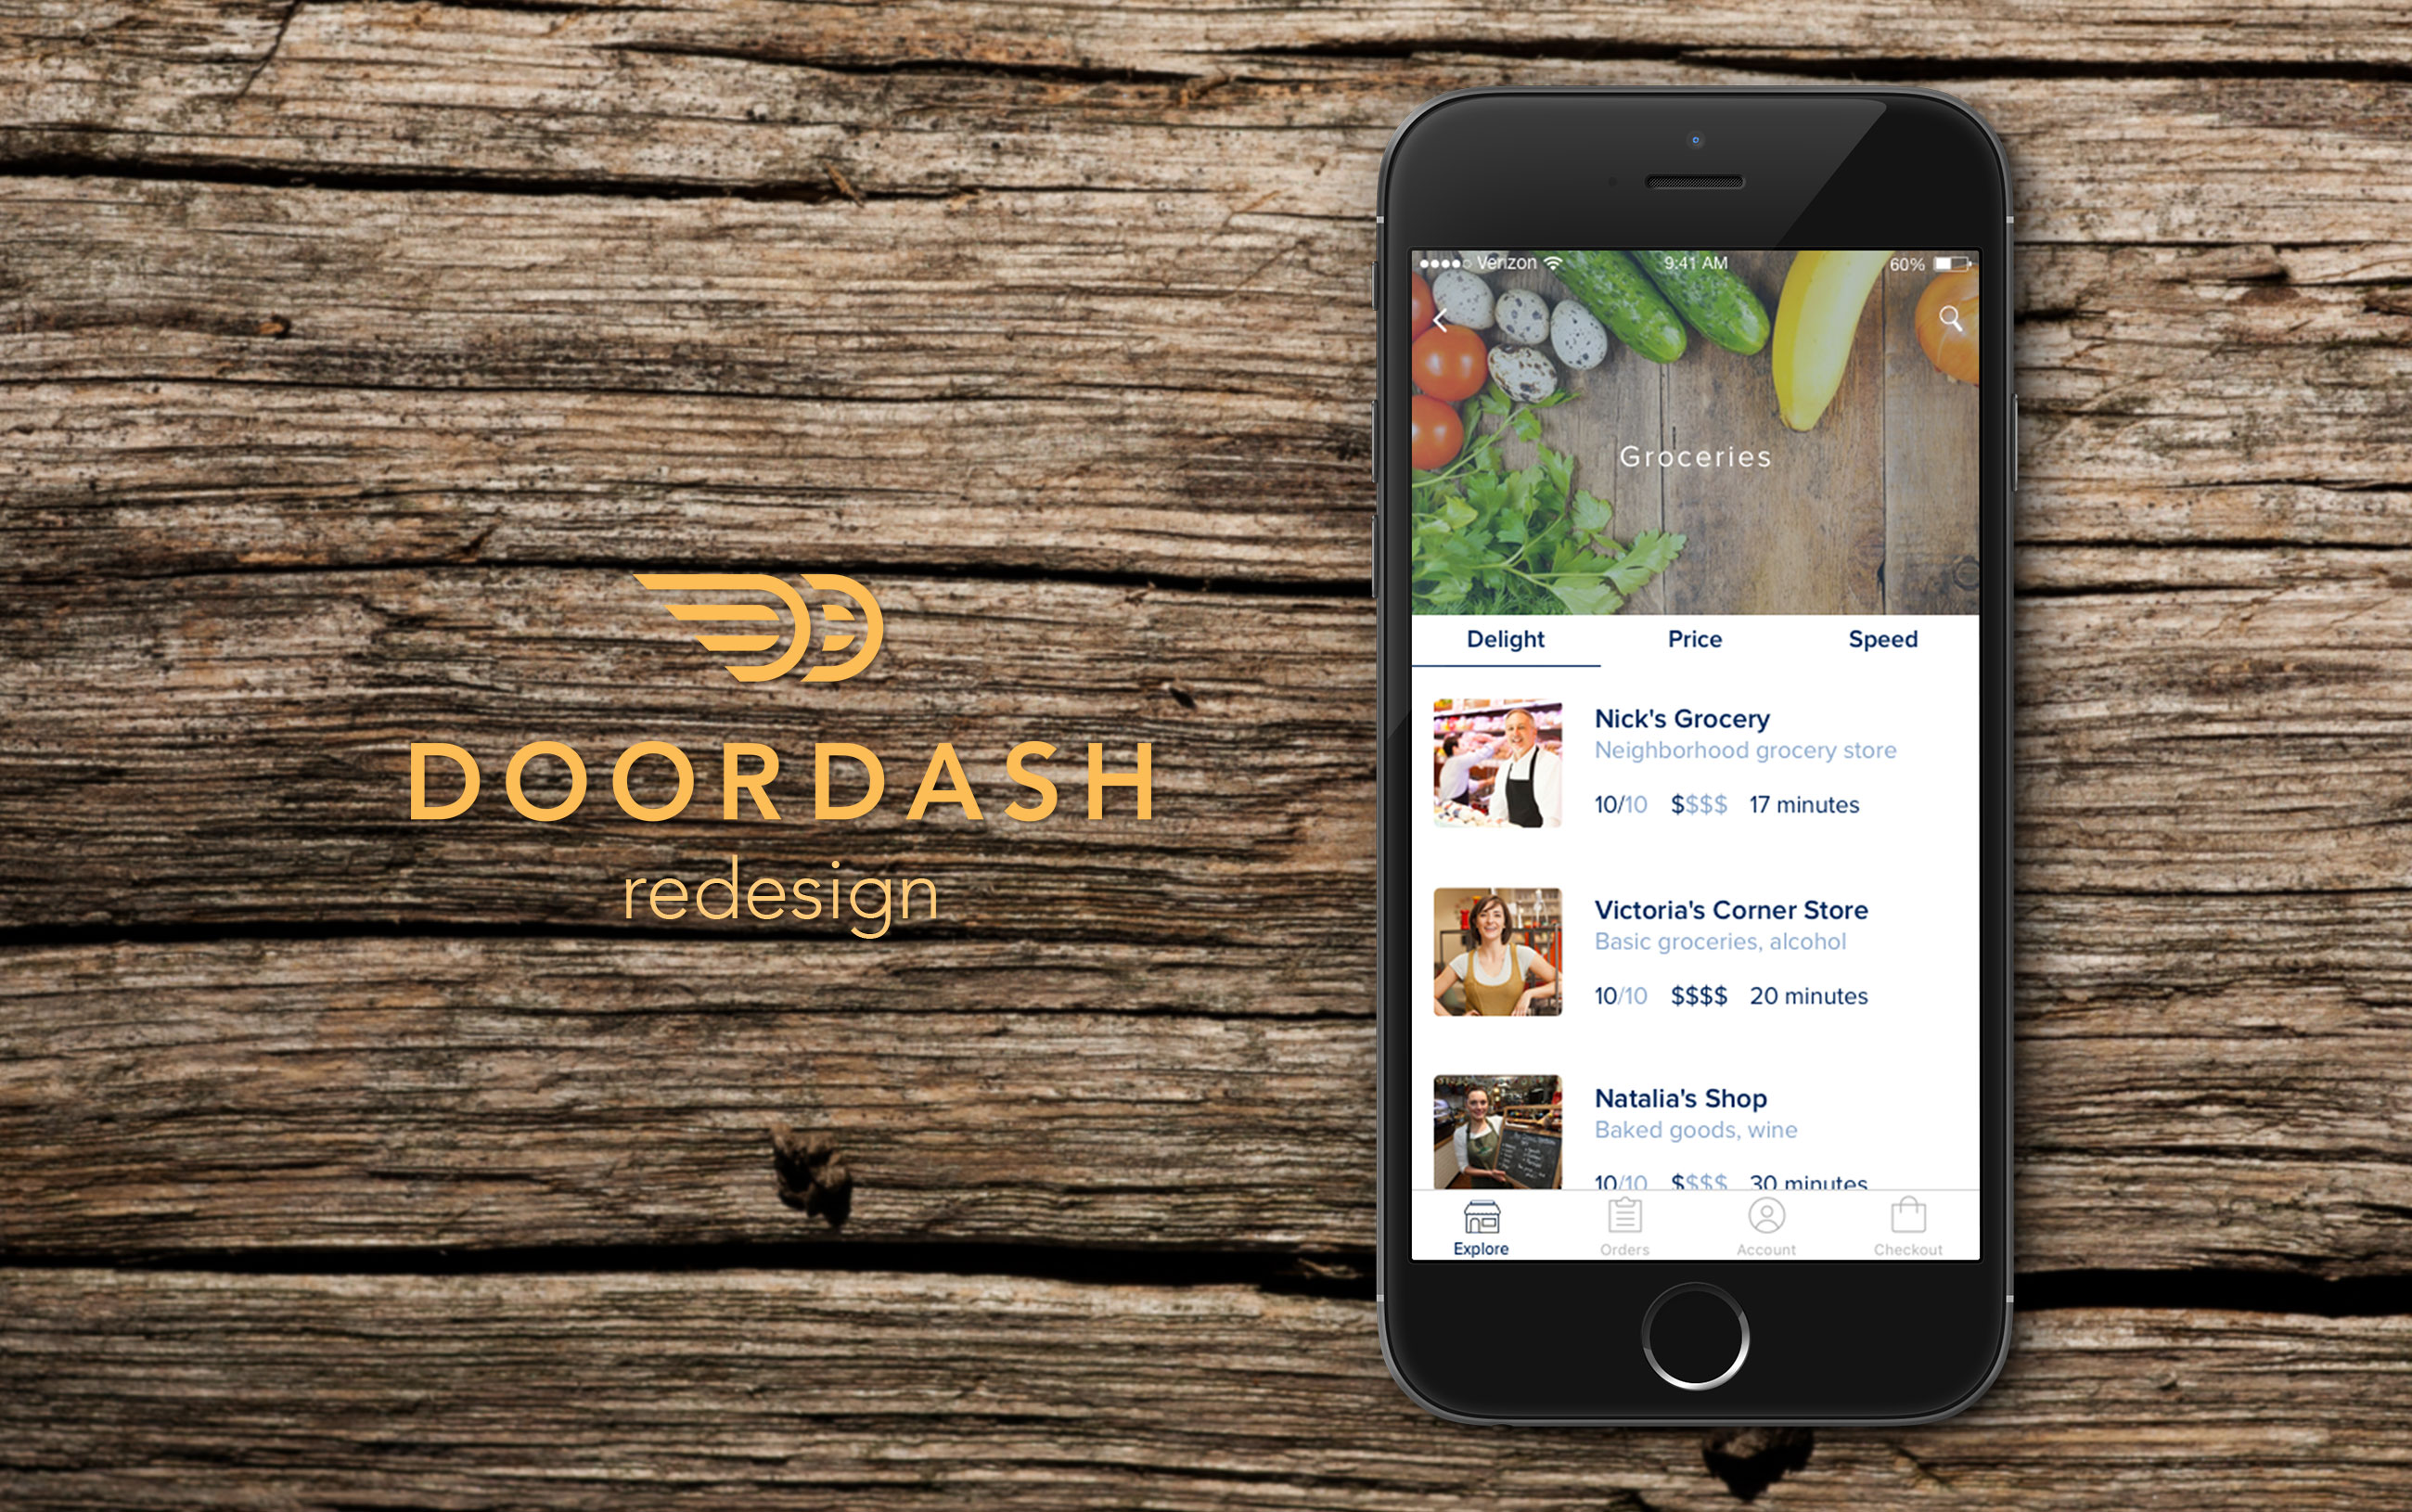 DOORDASH
redesign
Verizon 9:41 AM 60%
Groceries
Delight Price Speed
Nick's Grocery
Neighborhood grocery store
10/10 $$$$ 17 minutes
Victoria's Corner Store
Basic groceries, alcohol
10/10 $$$$ 20 minutes
Natalia's Shop
Baked goods, wine
10/10 $$$$ 30 minutes
Explore Orders Account Checkout